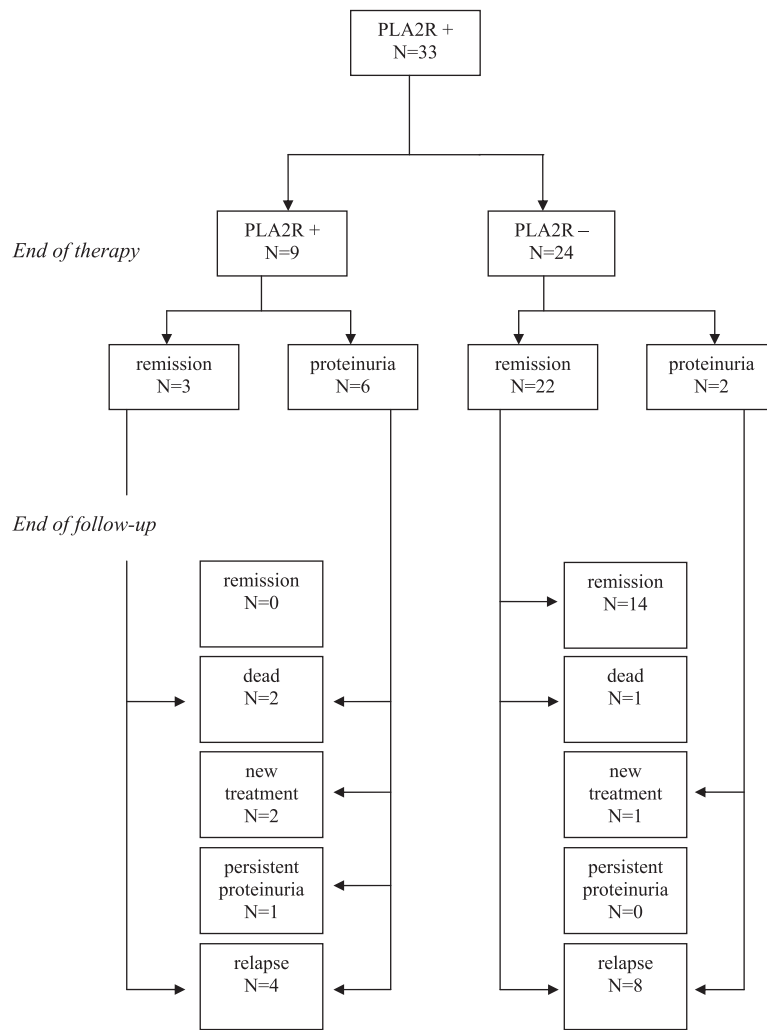 PLA2R +
N=33
End of therapy
PLA2R +
N=9
PLA2R –
N=24
remission
N=3
proteinuria
N=6
remission
N=22
proteinuria
N=2
End of follow-up
remission
N=0
dead
N=2
new
treatment
N=2
persistent
proteinuria
N=1
relapse
N=4
remission
N=14
dead
N=1
new
treatment
N=1
persistent
proteinuria
N=0
relapse
N=8